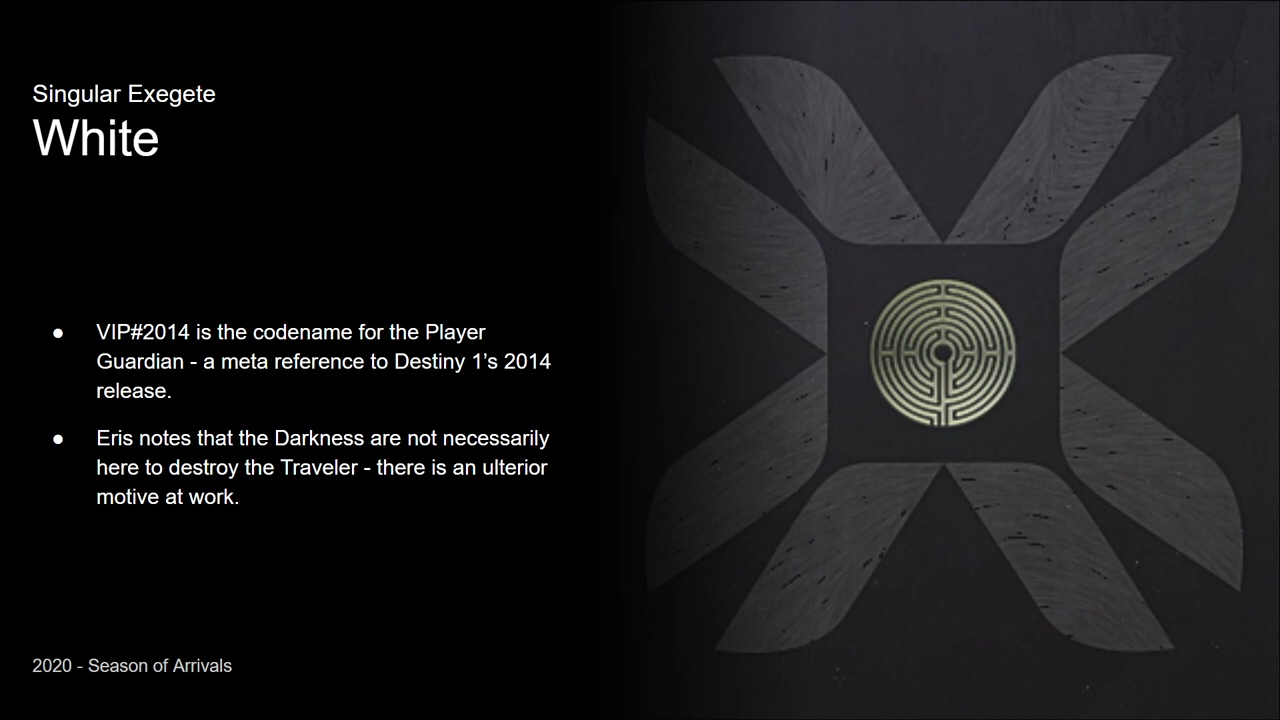 Singular Exegete
White
● VIP#2014 is the codename for the Player
Guardian - a meta reference to Destiny 1’s 2014
release.
● Eris notes that the Darkness are not necessarily
here to destroy the Traveler - there is an ulterior
motive at work.
2020 - Season of Arrivals